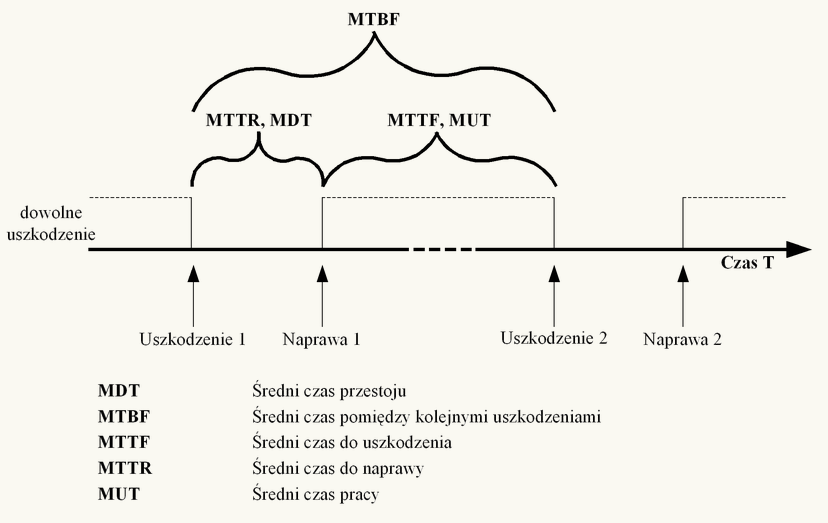 MTBF
MTTR, MDT
MTTF, MUT
dowolne
uszkodzenie
Czas T
Uszkodzenie 1
Naprawa 1
Uszkodzenie 2
Naprawa 2
MDT Średni czas przestoju
MTBF Średni czas pomiędzy kolejnymi uszkodzeniami
MTTF Średni czas do uszkodzenia
MTTR Średni czas do naprawy
MUT Średni czas pracy